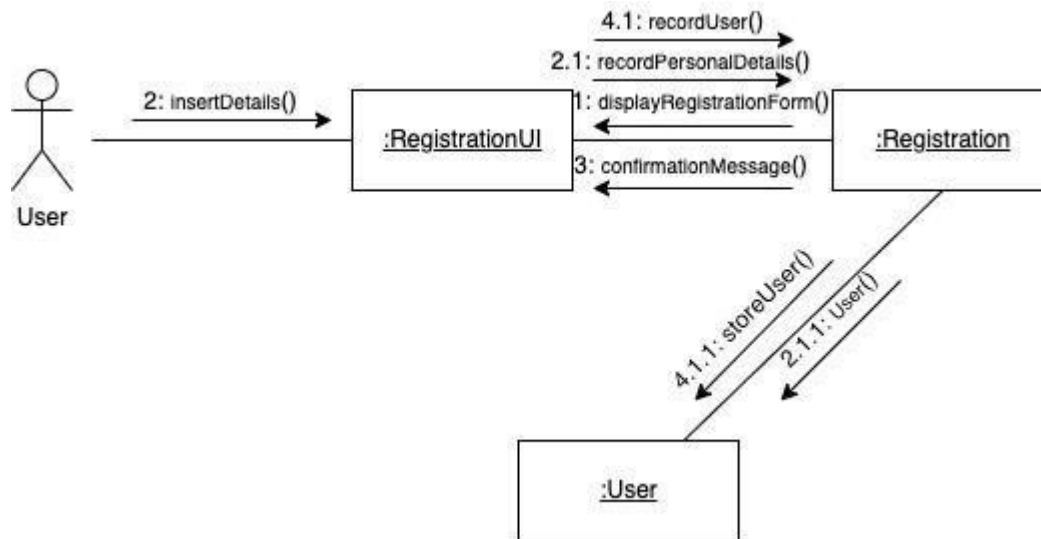 4.1: recordUser()
2.1: recordPersonalDetails()
2: insertDetails()
1: displayRegistrationForm()
:RegistrationUI
:Registration
3: confirmationMessage()
User
4.1.1: storeUser()
2.1.1: User()
:User